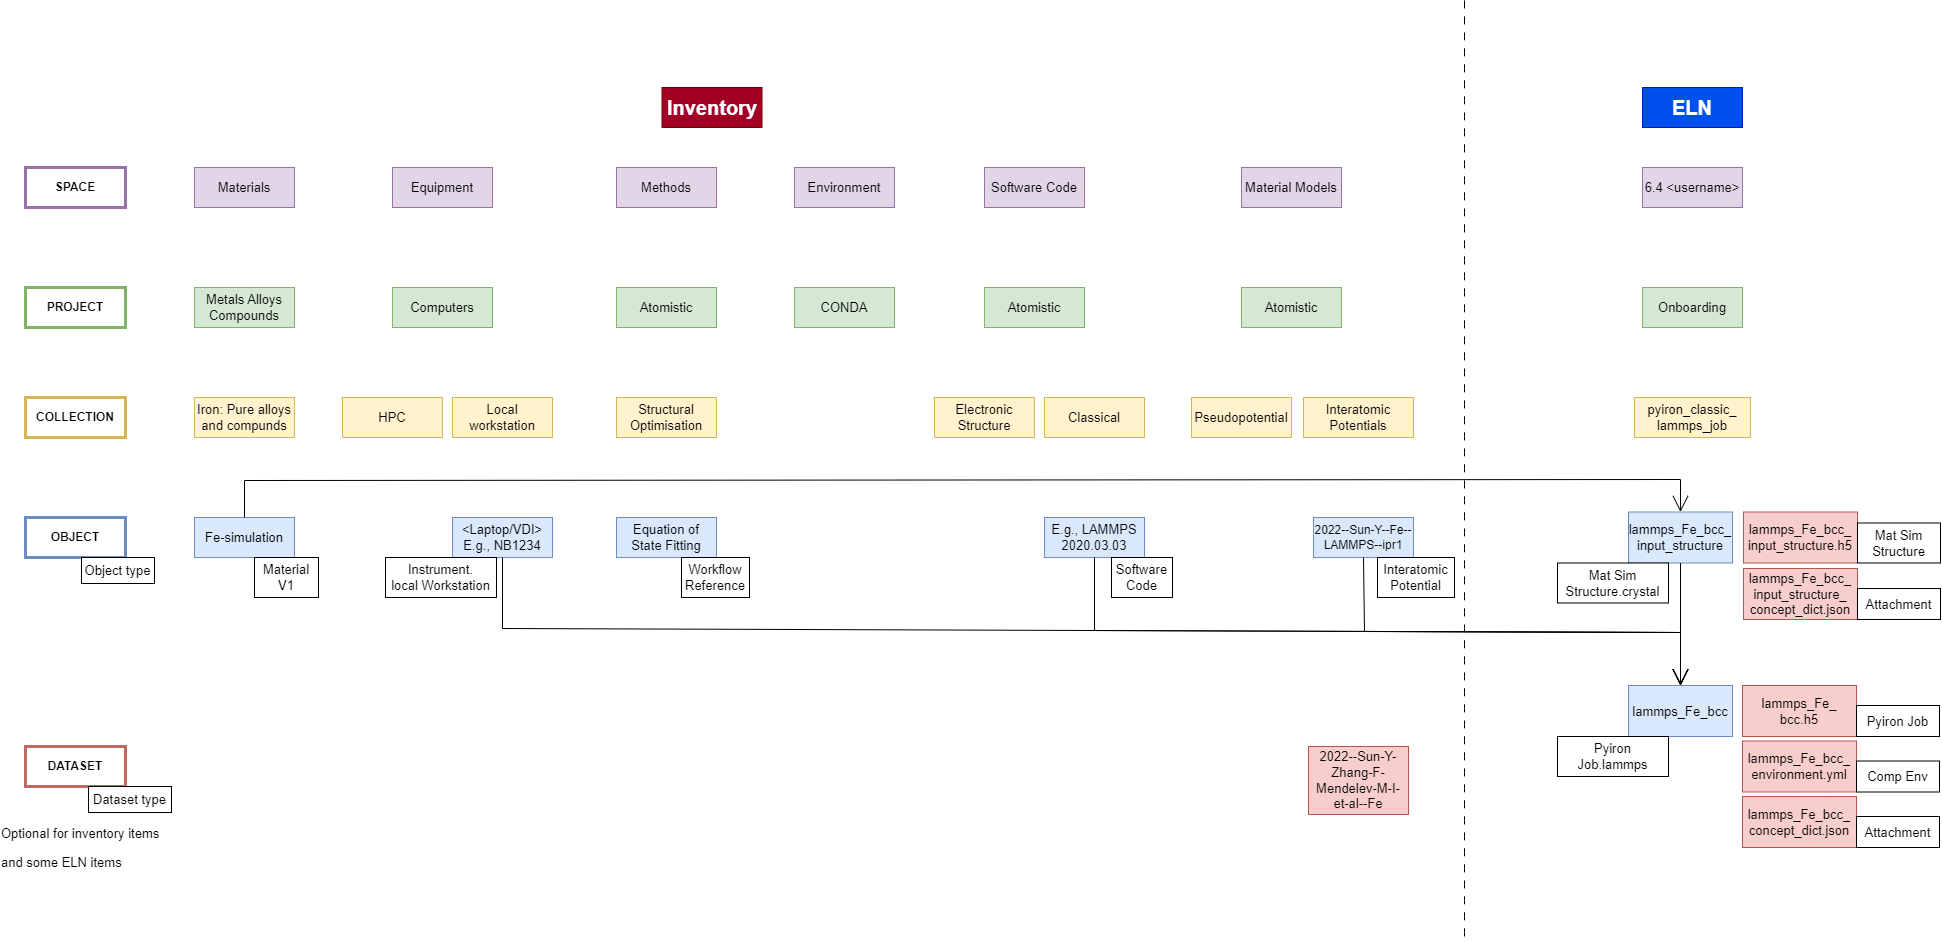 Inventory
ELN
SPACE
Materials
Equipment
Methods
Environment
Software Code
Material Models
6.4 <username>
PROJECT
Metals Alloys
Compounds
Computers
Atomistic
CONDA
Atomistic
Atomistic
Onboarding
COLLECTION
Iron: Pure alloys
and compunds
HPC
Local
workstation
Structural
Optimisation
Electronic
Structure
Classical
Pseudopotential
Interatomic
Potentials
pyiron_classic_
lammps_job
OBJECT
Object type
Fe-simulation
Material
V1
<Laptop/VDI>
E.g., NB1234
Instrument.
local Workstation
Equation of
State Fitting
Workflow
Reference
E.g., LAMMPS
2020.03.03
Software
Code
2022--Sun-Y--Fe--
LAMMPS--ipr1
Interatomic
Potential
lammps_Fe_bcc_
input_structure
Mat Sim
Structure.crystal
lammps_Fe_bcc_
input_structure.h5
Mat Sim
Structure
lammps_Fe_bcc_
input_structure_
concept_dict.json
Attachment
lammps_Fe_bcc
Pyiron
Job.lammps
lammps_Fe_
bcc.h5
Pyiron Job
lammps_Fe_bcc_
environment.yml
Comp Env
lammps_Fe_bcc_
concept_dict.json
Attachment
DATASET
Dataset type
2022--Sun-Y-
Zhang-F-
Mendelev-M-I-
et-al--Fe
Optional for inventory items
and some ELN items